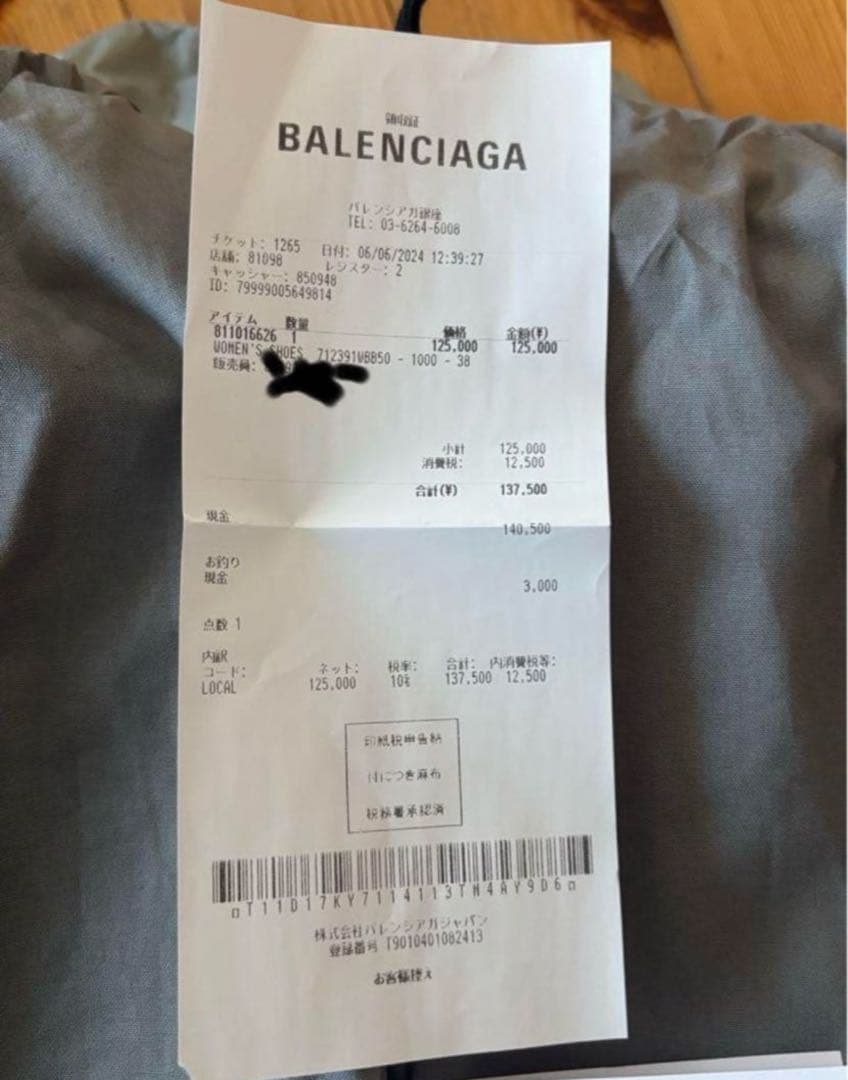 領収証
BALENCIAGA
バレンシアガ銀座
TEL: 03-6264-6008
チケット: 1265 日付: 06/06/2024 12:39:27
店舗: 81098 レジスター: 2
キャッシャー: 850948
ID: 79999005649814
アイテム 数量 価格 金額(¥)
811016626 1 125,000 125,000
WOMEN'S SHOES 712391WBB50 - 1000 - 38
販売員:
小計 125,000
消費税: 12,500
合計(¥) 137,500
現金 140,500
お釣り
現金 3,000
点数 1
内訳
コード: ネット: 税率: 合計: 内消費税等:
LOCAL 125,000 10% 137,500 12,500
印紙税申告納
付につき麻布
税務署承認済
T11D17KY7114113TM4AY9D6
株式会社バレンシアガジャパン
登録番号 T9010401082413
お客様控え